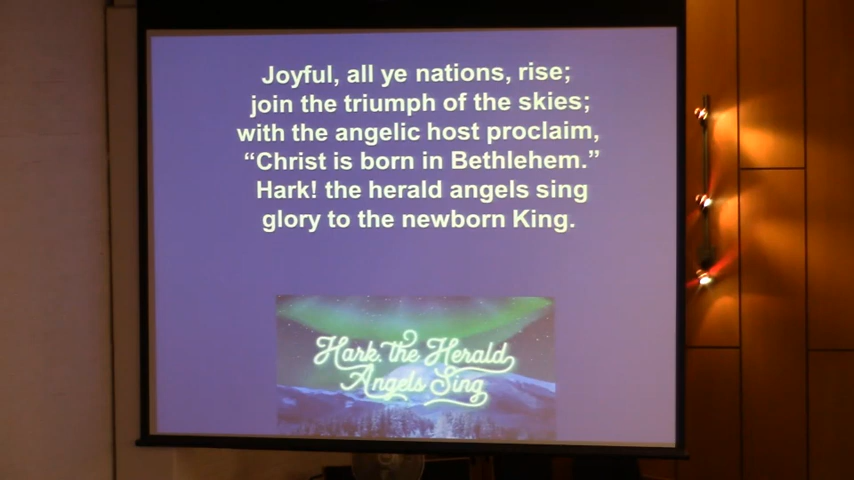 Joyful, all ye nations, rise;
join the triumph of the skies;
with the angelic host proclaim,
“Christ is born in Bethlehem.”
Hark! the herald angels sing
glory to the newborn King.
Hark, the Herald
Angels Sing